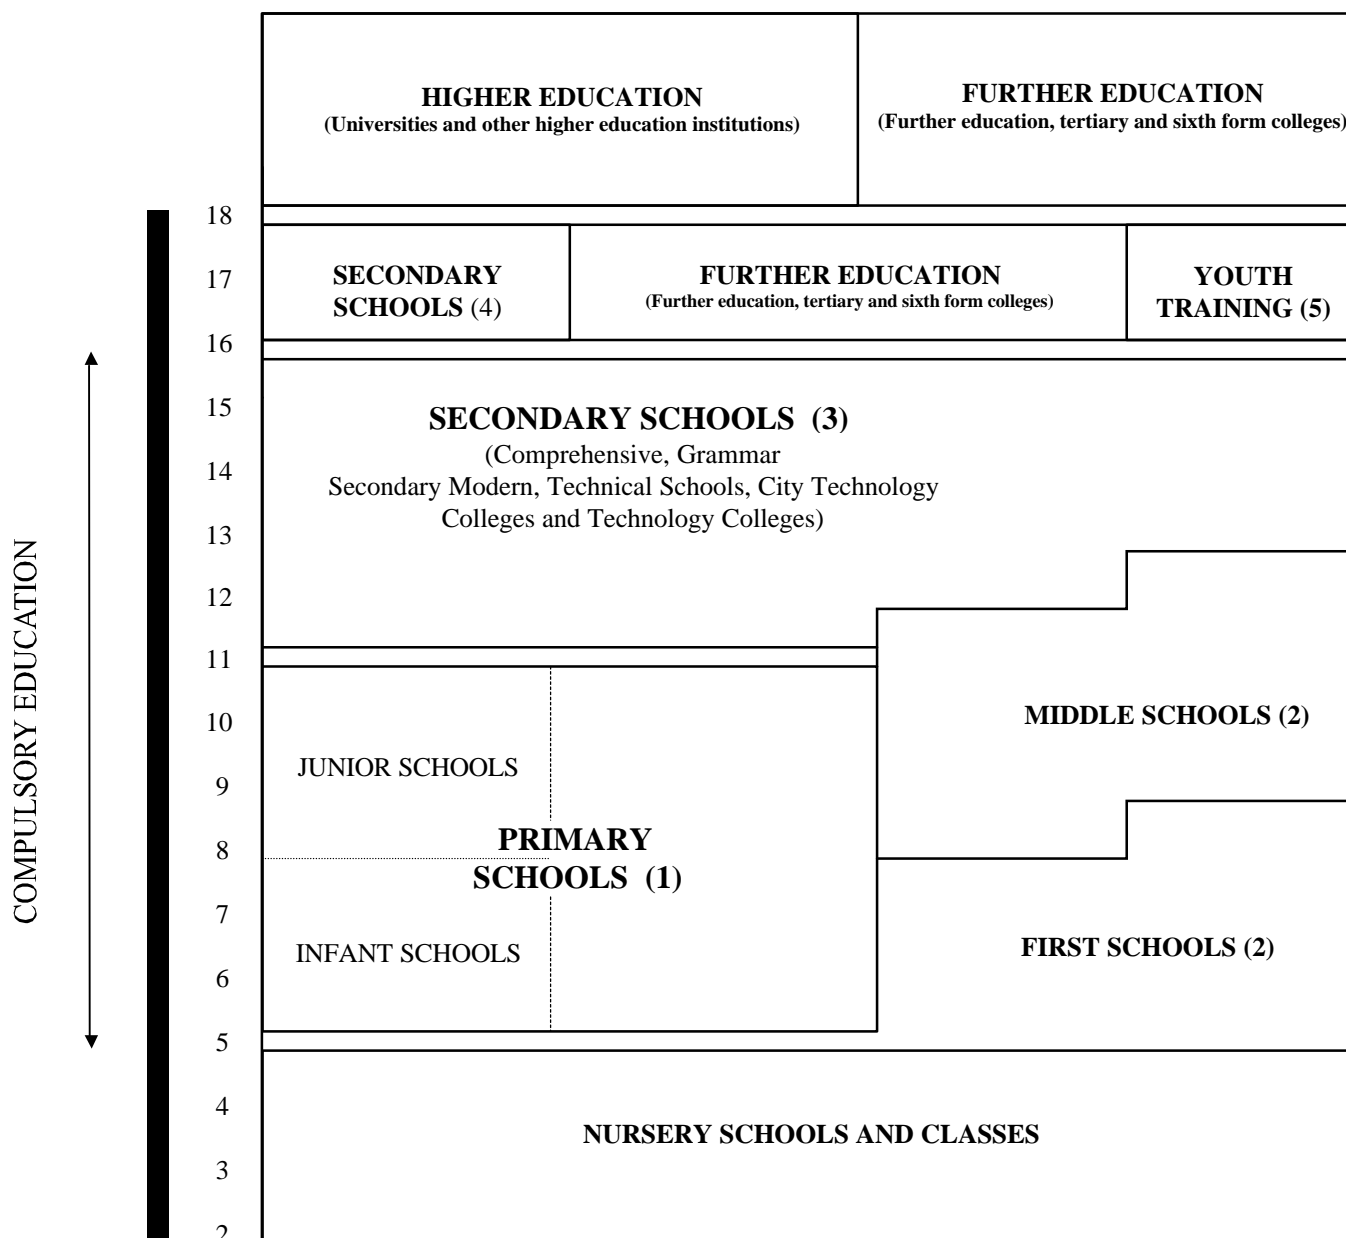 HIGHER EDUCATION
(Universities and other higher education institutions)
FURTHER EDUCATION
(Further education, tertiary and sixth form colleges)
18
17
SECONDARY
SCHOOLS (4)
FURTHER EDUCATION
(Further education, tertiary and sixth form colleges)
YOUTH
TRAINING (5)
16
15
SECONDARY SCHOOLS (3)
(Comprehensive, Grammar
14
Secondary Modern, Technical Schools, City Technology
Colleges and Technology Colleges)
13
COMPULSORY EDUCATION
12
11
10
MIDDLE SCHOOLS (2)
JUNIOR SCHOOLS
9
8
PRIMARY
SCHOOLS (1)
7
INFANT SCHOOLS
FIRST SCHOOLS (2)
6
5
4
NURSERY SCHOOLS AND CLASSES
3
2